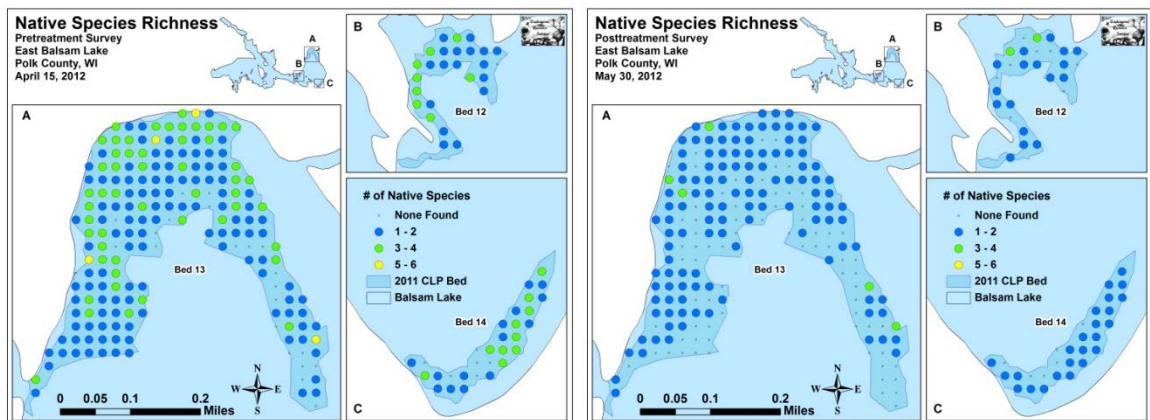 Native Species Richness
Pretreatment Survey
East Balsam Lake
Polk County, WI
April 15, 2012
A
B
C
A
Bed 13
N
W E
S
0 0.05 0.1 0.2
Miles
B
Bed 12
# of Native Species
None Found
1 - 2
3 - 4
5 - 6
2011 CLP Bed
Balsam Lake
Bed 14
C
Native Species Richness
Posttreatment Survey
East Balsam Lake
Polk County, WI
May 30, 2012
A
B
C
A
Bed 13
N
W E
S
0 0.05 0.1 0.2
Miles
B
Bed 12
# of Native Species
None Found
1 - 2
3 - 4
5 - 6
2011 CLP Bed
Balsam Lake
Bed 14
C